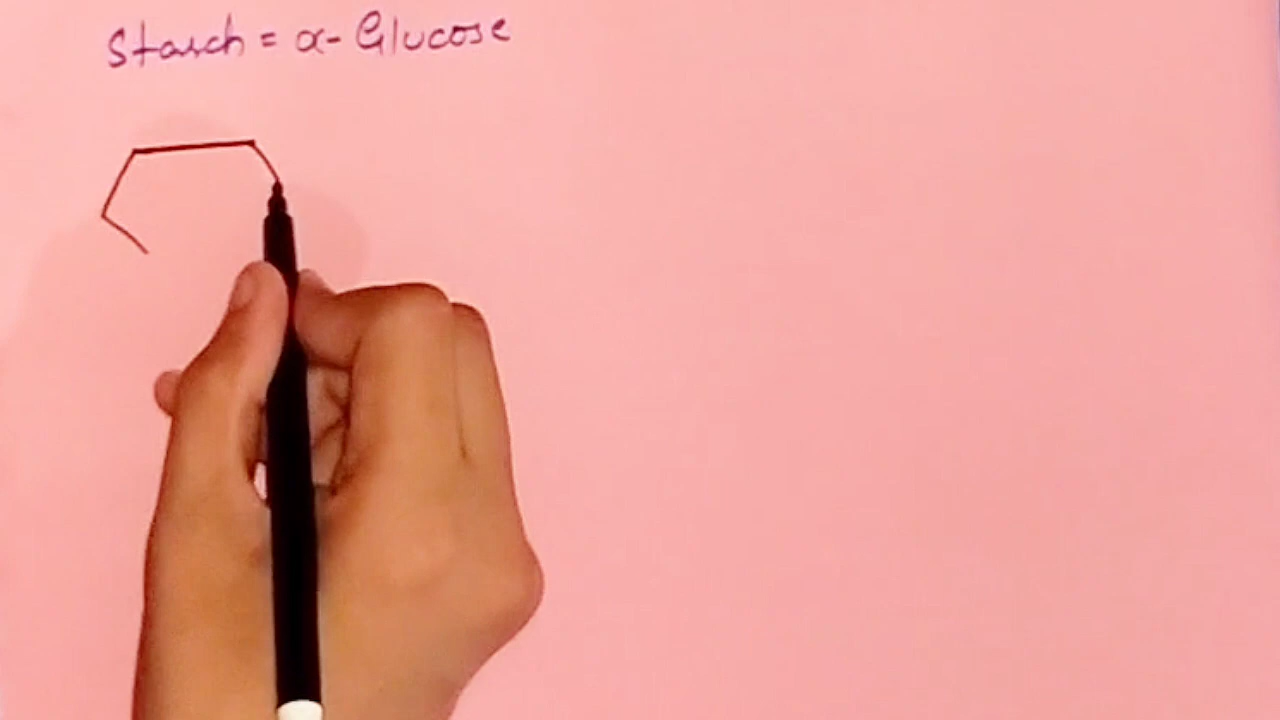 Starch = α- Glucose